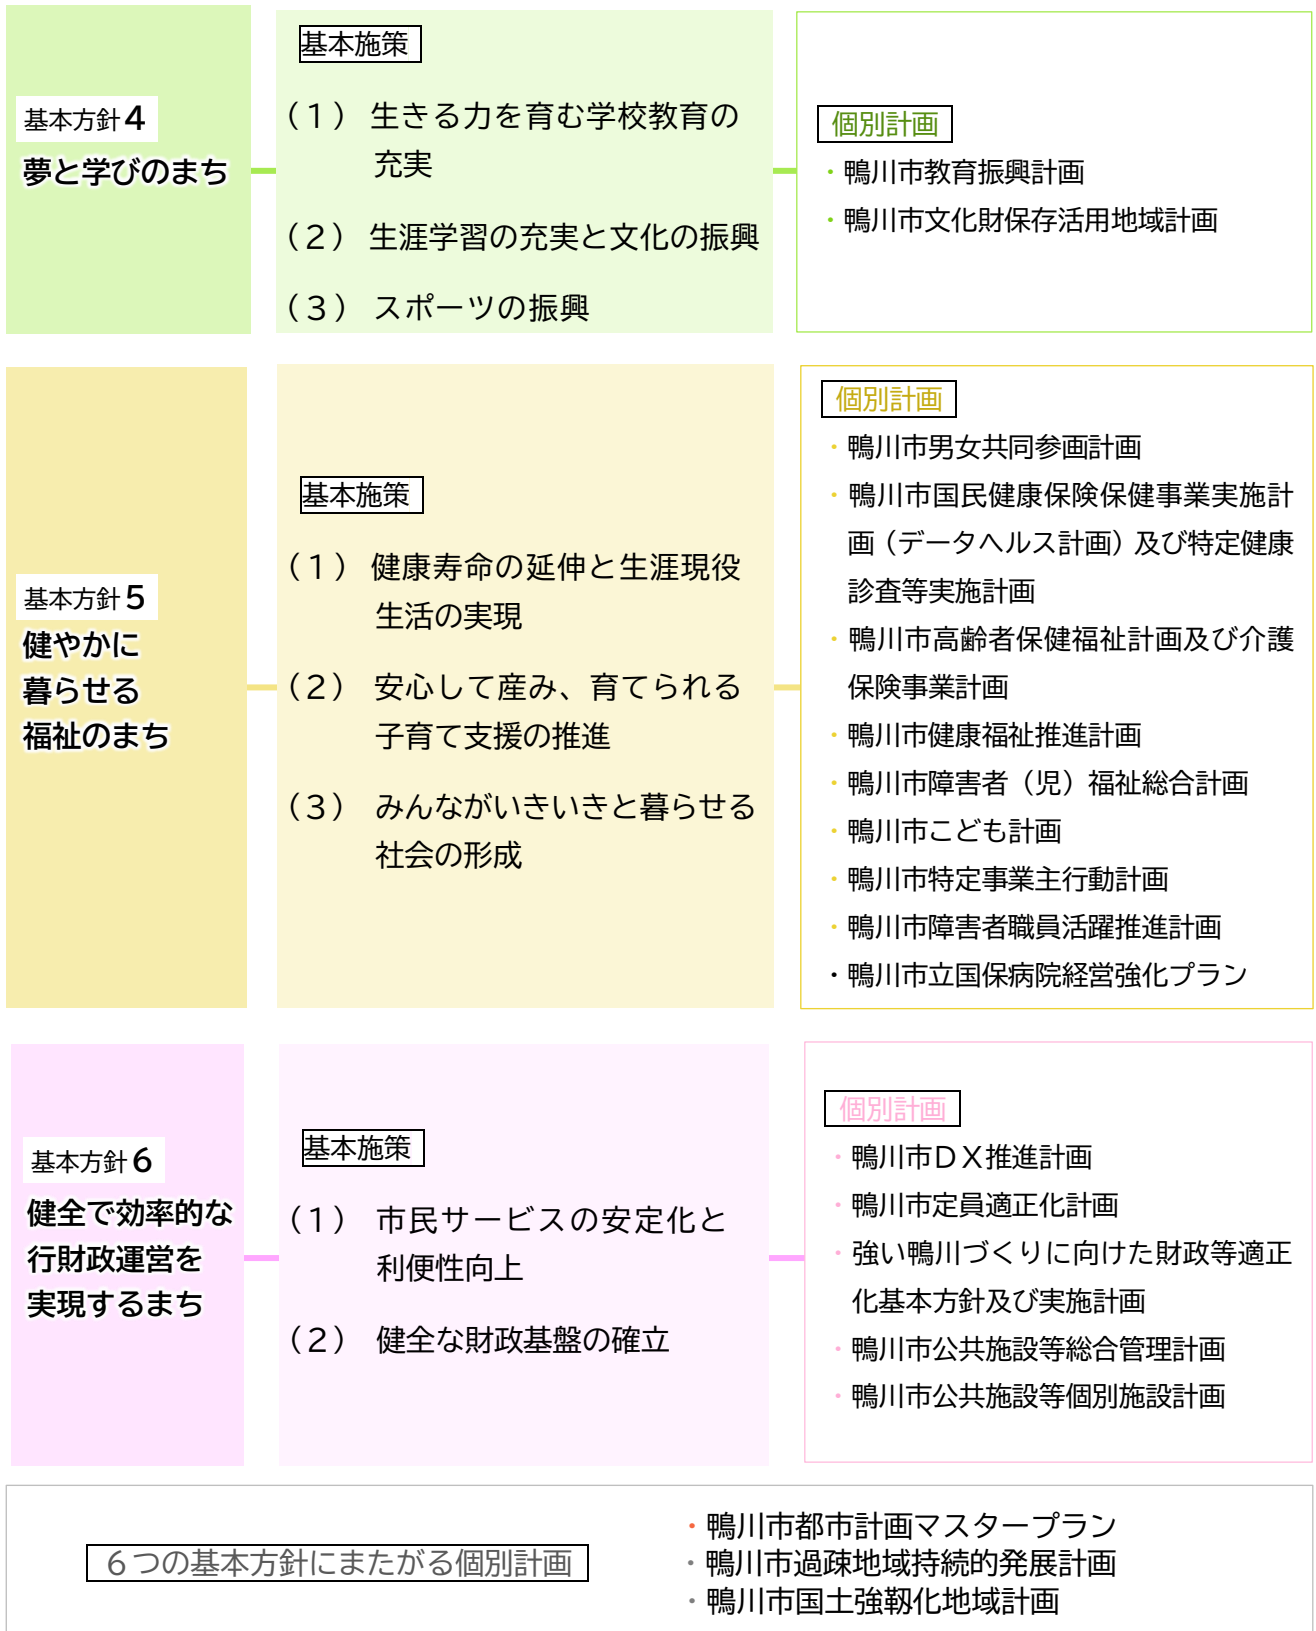 基本方針4
夢と学びのまち
基本施策
（１） 生きる力を育む学校教育の
充実
（２） 生涯学習の充実と文化の振興
（３） スポーツの振興
個別計画
・鴨川市教育振興計画
・鴨川市文化財保存活用地域計画
基本方針5
健やかに
暮らせる
福祉のまち
基本施策
（１） 健康寿命の延伸と生涯現役
生活の実現
（２） 安心して産み、育てられる
子育て支援の推進
（３） みんながいきいきと暮らせる
社会の形成
個別計画
・鴨川市男女共同参画計画
・鴨川市国民健康保険保健事業実施計
画（データヘルス計画）及び特定健康
診査等実施計画
・鴨川市高齢者保健福祉計画及び介護
保険事業計画
・鴨川市健康福祉推進計画
・鴨川市障害者（児）福祉総合計画
・鴨川市こども計画
・鴨川市特定事業主行動計画
・鴨川市障害者職員活躍推進計画
・鴨川市立国保病院経営強化プラン
基本方針6
健全で効率的な
行財政運営を
実現するまち
基本施策
（１） 市民サービスの安定化と
利便性向上
（２） 健全な財政基盤の確立
個別計画
・鴨川市ＤＸ推進計画
・鴨川市定員適正化計画
・強い鴨川づくりに向けた財政等適正
化基本方針及び実施計画
・鴨川市公共施設等総合管理計画
・鴨川市公共施設等個別施設計画
６つの基本方針にまたがる個別計画
・鴨川市都市計画マスタープラン
・鴨川市過疎地域持続的発展計画
・鴨川市国土強靱化地域計画